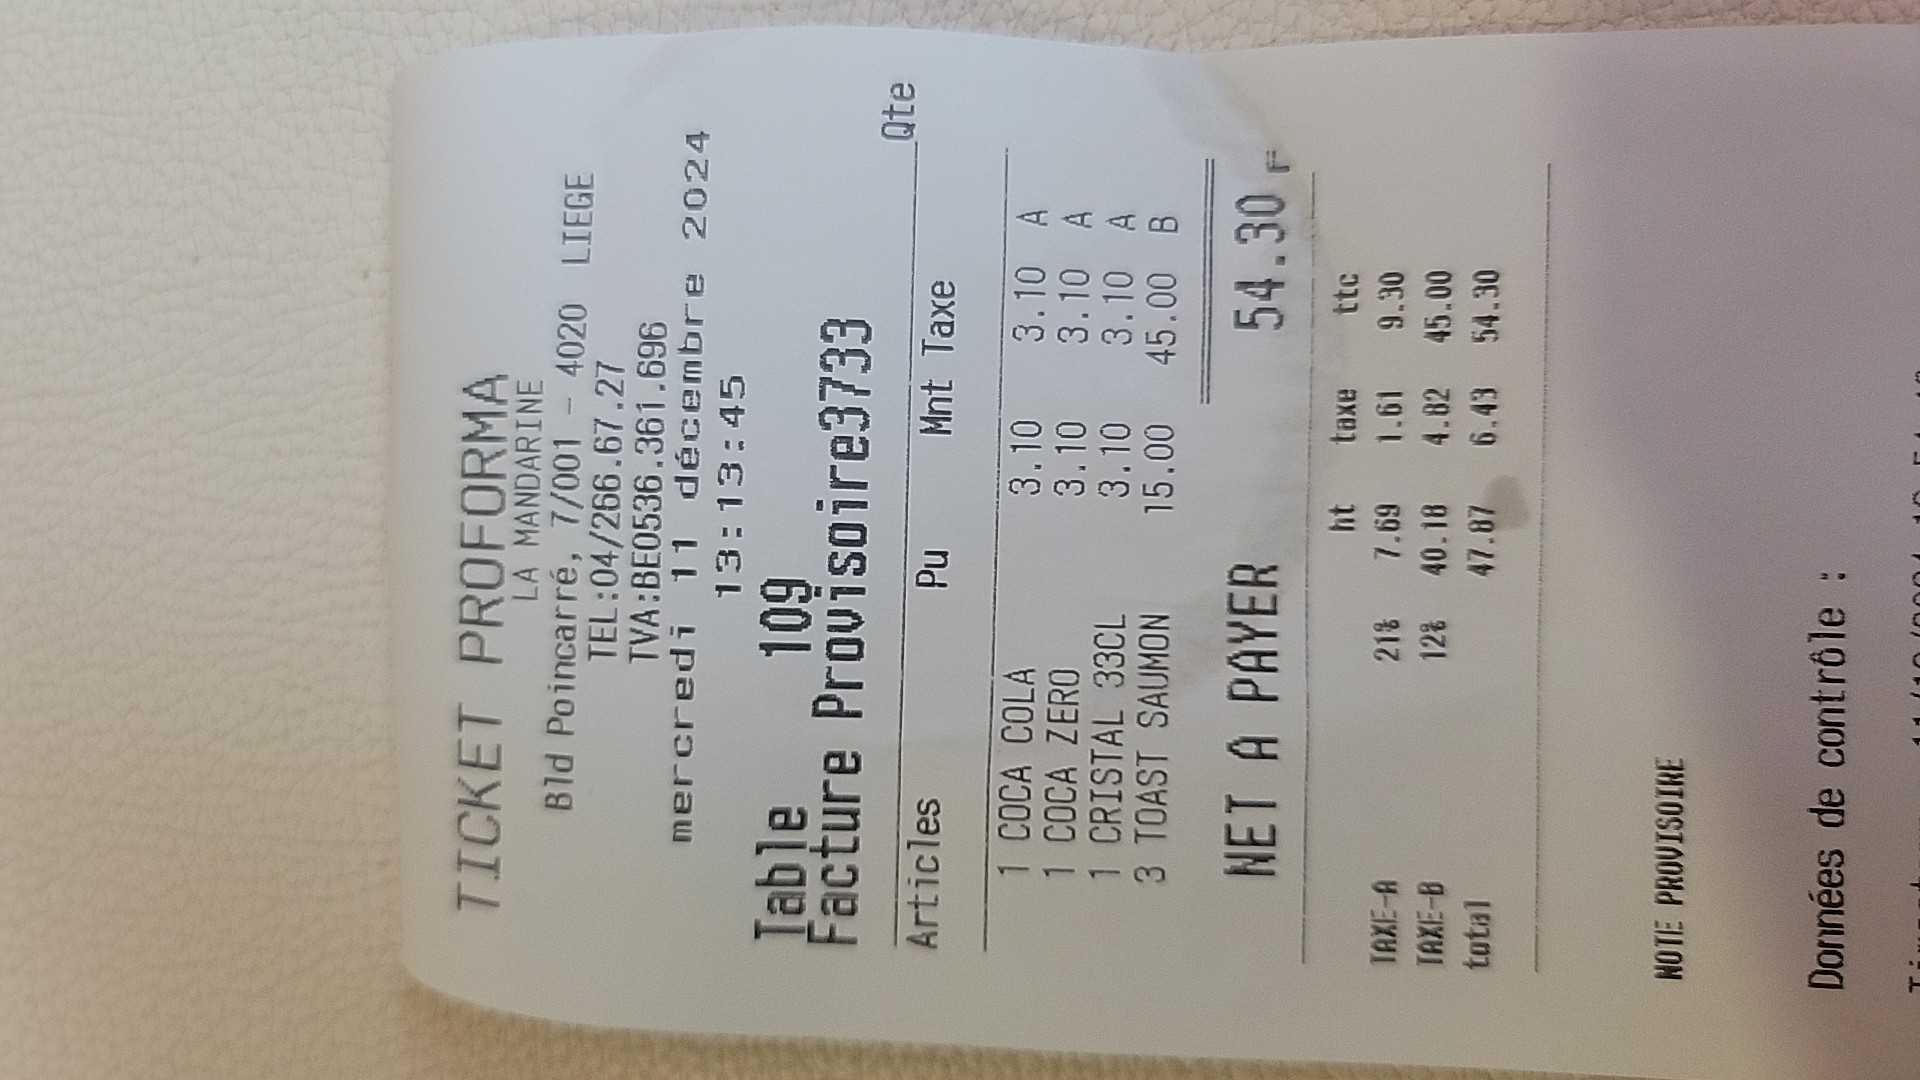 TICKET PROFORMA
LA MANDARINE
Bld Poincarré, 7/001 - 4020 LIEGE
TEL:04/266.67.27
TVA:BE0536.361.696
mercredi 11 décembre 2024
13:13:45
Table 109
Facture Provisoire3733
Qte
Articles Pu Mnt Taxe
1 COCA COLA 3.10 3.10 A
1 COCA ZERO 3.10 3.10 A
1 CRISTAL 33CL 3.10 3.10 A
3 TOAST SAUMON 15.00 45.00 B
NET A PAYER 54.30
ht taxe ttc
TAXE-A 21% 7.69 1.61 9.30
TAXE-B 12% 40.18 4.82 45.00
total 47.87 6.43 54.30
NOTE PROVISOIRE
Données de contrôle :